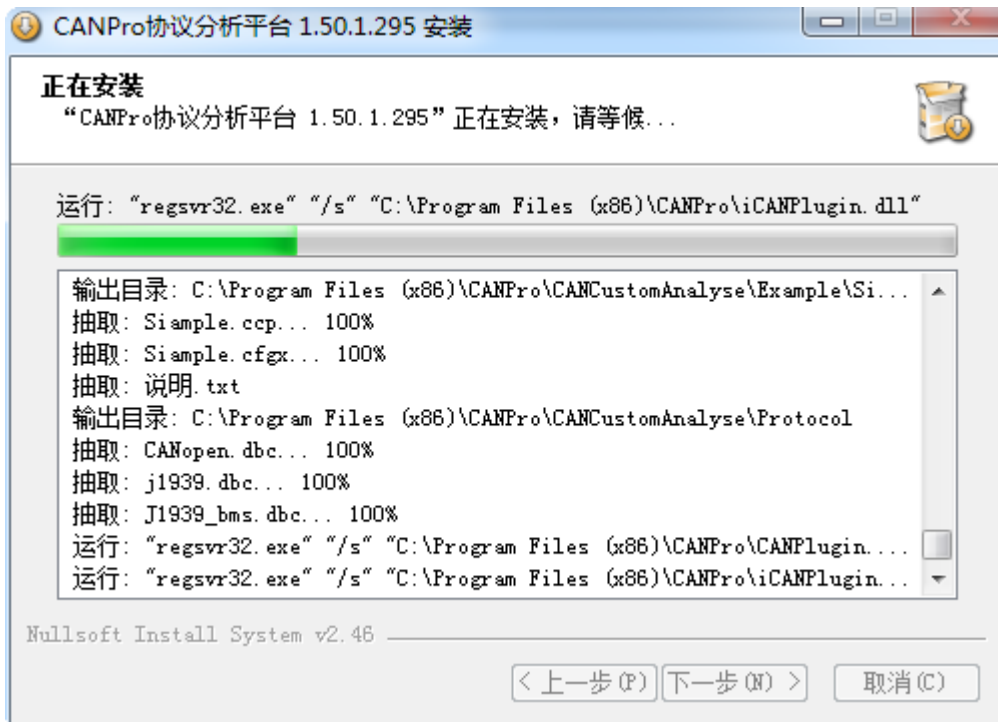 CANPro协议分析平台 1.50.1.295 安装
正在安装
“CANPro协议分析平台 1.50.1.295”正在安装，请等候...
运行: "regsvr32.exe" "/s" "C:\Program Files (x86)\CANPro\iCANPlugin.dll"
输出目录: C:\Program Files (x86)\CANPro\CANCustomAnalyse\Example\Si...
抽取: Siample.ccp... 100%
抽取: Siample.cfgx... 100%
抽取: 说明.txt
输出目录: C:\Program Files (x86)\CANPro\CANCustomAnalyse\Protocol
抽取: CANopen.dbc... 100%
抽取: j1939.dbc... 100%
抽取: J1939_bms.dbc... 100%
运行: "regsvr32.exe" "/s" "C:\Program Files (x86)\CANPro\CANPlugin....
运行: "regsvr32.exe" "/s" "C:\Program Files (x86)\CANPro\iCANPlugin...
Nullsoft Install System v2.46
< 上一步(P) 下一步(N) > 取消(C)